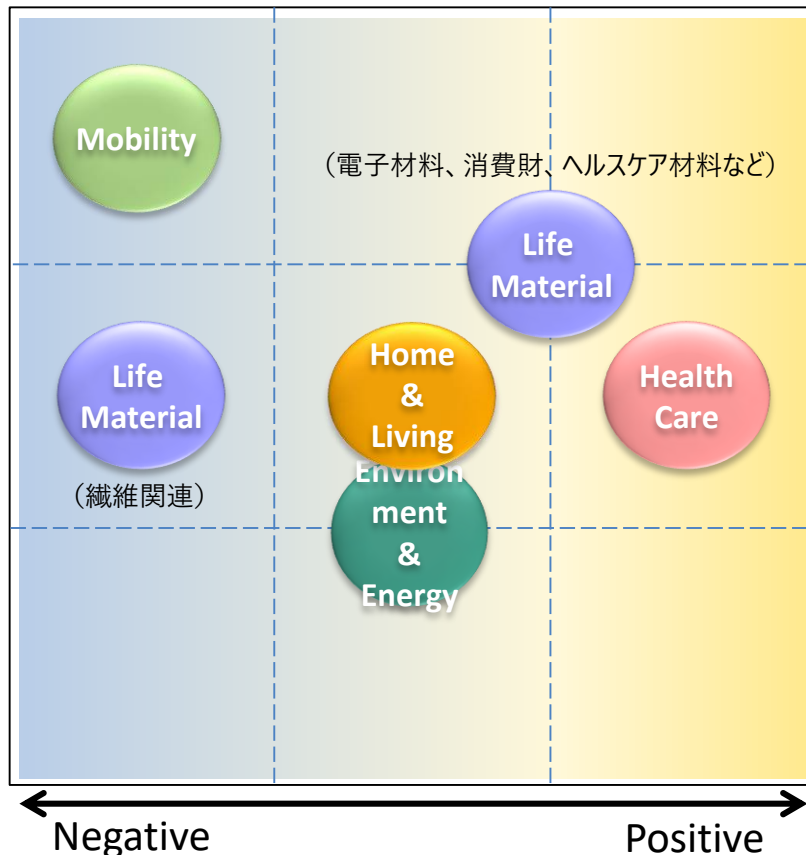 Mobility
（電子材料、消費財、ヘルスケア材料など）
Life
Material
Life
Material
（繊維関連）
Home
&
Living
Health
Care
Environ
ment
&
Energy
Negative
Positive